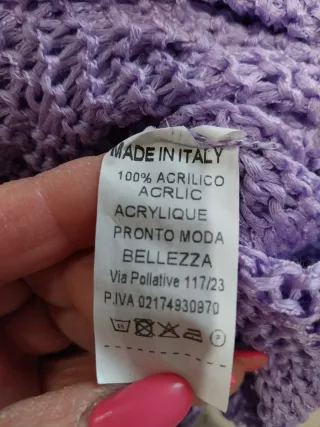 MADE IN ITALY
100% ACRILICO
ACRLIC
ACRYLIQUE
PRONTO MODA
BELLEZZA
Via Pollative 117/23
P.IVA 02174930970
P